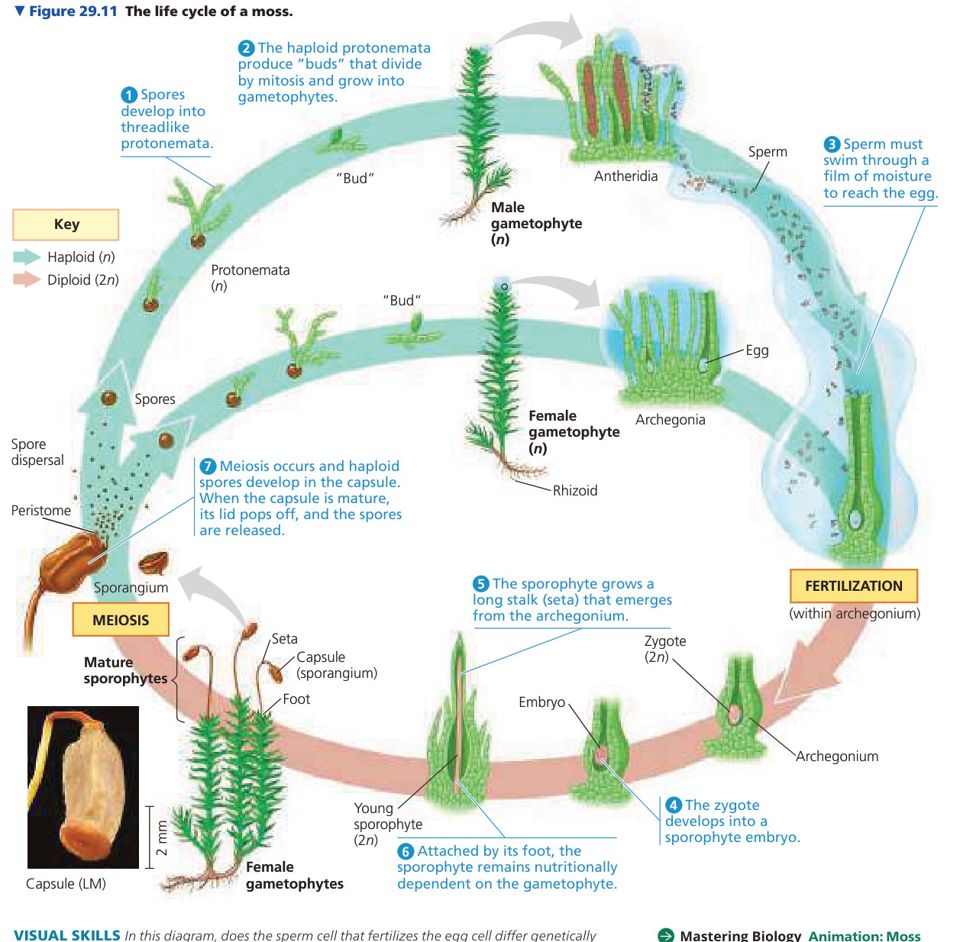 ▼ Figure 29.11 The life cycle of a moss.
2 The haploid protonemata
produce "buds" that divide
by mitosis and grow into
gametophytes.
1 Spores
develop into
threadlike
protonemata.
3 Sperm must
swim through a
film of moisture
to reach the egg.
Sperm
"Bud"
Antheridia
Male
gametophyte
(n)
Key
Haploid (n)
Diploid (2n)
Protonemata
(n)
"Bud"
Egg
Spores
Archegonia
Female
gametophyte
(n)
Rhizoid
Spore
dispersal
7 Meiosis occurs and haploid
spores develop in the capsule.
When the capsule is mature,
its lid pops off, and the spores
are released.
Peristome
Sporangium
MEIOSIS
FERTILIZATION
(within archegonium)
5 The sporophyte grows a
long stalk (seta) that emerges
from the archegonium.
Seta
Capsule
(sporangium)
Foot
Mature
sporophytes
Zygote
(2n)
Embryo
Archegonium
Young
sporophyte
(2n)
4 The zygote
develops into a
sporophyte embryo.
6 Attached by its foot, the
sporophyte remains nutritionally
dependent on the gametophyte.
2 mm
Capsule (LM)
Female
gametophytes
VISUAL SKILLS In this diagram, does the sperm cell that fertilizes the egg cell differ genetically
Mastering Biology Animation: Moss